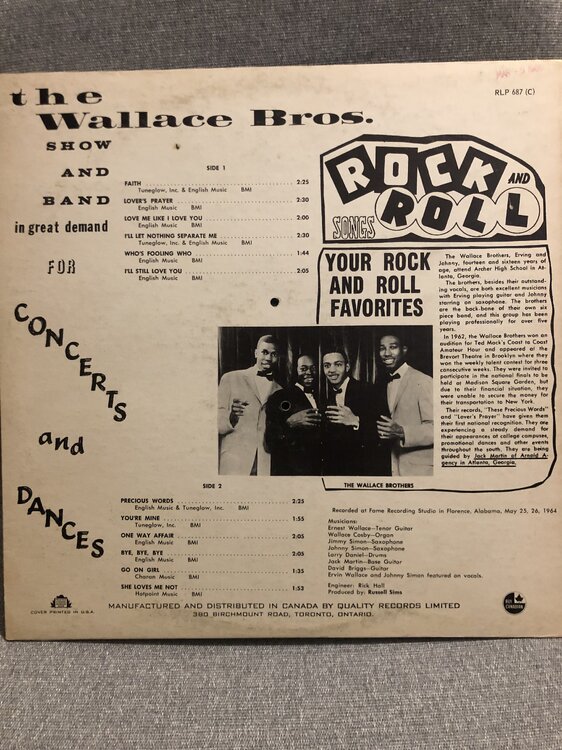 the
Wallace Bros.
RLP 687 (C)
SHOW
AND
BAND
in great demand
FOR
CONCERTS
and
DANCES
SIDE 1
FAITH 2:25
Tuneglow, Inc. & English Music BMI
LOVER'S PRAYER 2:30
English Music BMI
LOVE ME LIKE I LOVE YOU 2:00
English Music BMI
I'LL LET NOTHING SEPARATE ME 2:30
Tuneglow, Inc. & English Music BMI
WHO'S FOOLING WHO 1:44
English Music BMI
I'LL STILL LOVE YOU 2:05
English Music BMI
ROCK AND
ROLL
SONGS
YOUR ROCK
AND ROLL
FAVORITES
The Wallace Brothers, Erving and
Johnny, fourteen and sixteen years of
age, attend Archer High School in At-
lanta, Georgia.
The brothers, besides their outstand-
ing vocals, are both excellent musicians
with Erving playing guitar and Johnny
starring on saxophone. The brothers
are the back-bone of their own six
piece band, and this group has been
playing professionally for over five
years.
In 1962, the Wallace Brothers won an
audition for Ted Mack's Coast to Coast
Amateur Hour and appeared at the
Brevort Theatre in Brooklyn where they
won the weekly talent contest for three
consecutive weeks. They were invited to
participate in the national finals to be
held at Madison Square Garden, but
due to their financial situation, they
were unable to secure the money for
their transportation to New York.
Their records, "These Precious Words"
and "Lover's Prayer" have given them
their first national recognition. They are
experiencing a steady demand for
their appearances at college campuses,
promotional dances and other events
throughout the south. They are being
guided by Jack Martin of Arnold A-
gency in Atlanta, Georgia.
THE WALLACE BROTHERS
SIDE 2
PRECIOUS WORDS 2:25
English Music & Tuneglow, Inc. BMI
YOU'RE MINE 1:55
Tuneglow, Inc. BMI
ONE WAY AFFAIR 2:05
English Music BMI
BYE, BYE, BYE 2:05
English Music BMI
GO ON GIRL 1:35
Charan Music BMI
SHE LOVES ME NOT 1:52
Hotpoint Music BMI
Recorded at Fame Recording Studio in Florence, Alabama, May 25, 26, 1964
Musicians:
Ernest Wallace—Tenor Guitar
Wallace Cosby—Organ
Jimmy Simon—Saxophone
Johnny Simon—Saxophone
Larry Daniel—Drums
Jack Martin—Base Guitar
David Briggs—Guitar
Ervin Wallace and Johnny Simon featured on vocals.
Engineer: Rick Hall
Produced by: Russell Sims
COVER PRINTED IN U.S.A.
MANUFACTURED AND DISTRIBUTED IN CANADA BY QUALITY RECORDS LIMITED
380 BIRCHMOUNT ROAD, TORONTO, ONTARIO.